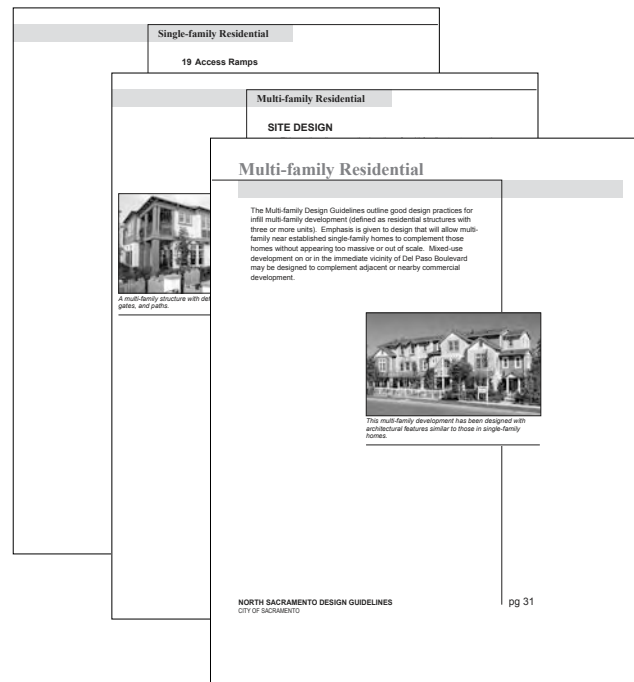 Single-family Residential
19 Access Ramps
Multi-family Residential
SITE DESIGN
Multi-family Residential
The Multi-family Design Guidelines outline good design practices for
infill multi-family development (defined as residential structures with
three or more units). Emphasis is given to design that will allow multi-
family near established single-family homes to complement those
homes without appearing too massive or out of scale. Mixed-use
development on or in the immediate vicinity of Del Paso Boulevard
may be designed to complement adjacent or nearby commercial
development.
A multi-family structure with
gates, and paths.
This multi-family development has been designed with
architectural features similar to those in single-family
homes.
NORTH SACRAMENTO DESIGN GUIDELINES
CITY OF SACRAMENTO
pg 31